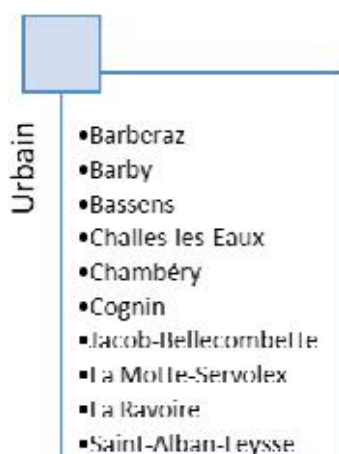 Urbain
•Barberaz
•Barby
•Bassens
•Challes les Eaux
•Chambéry
•Cognin
•Jacob-Bellecombette
•La Motte-Servolex
•La Ravoire
•Saint-Alban-Leysse